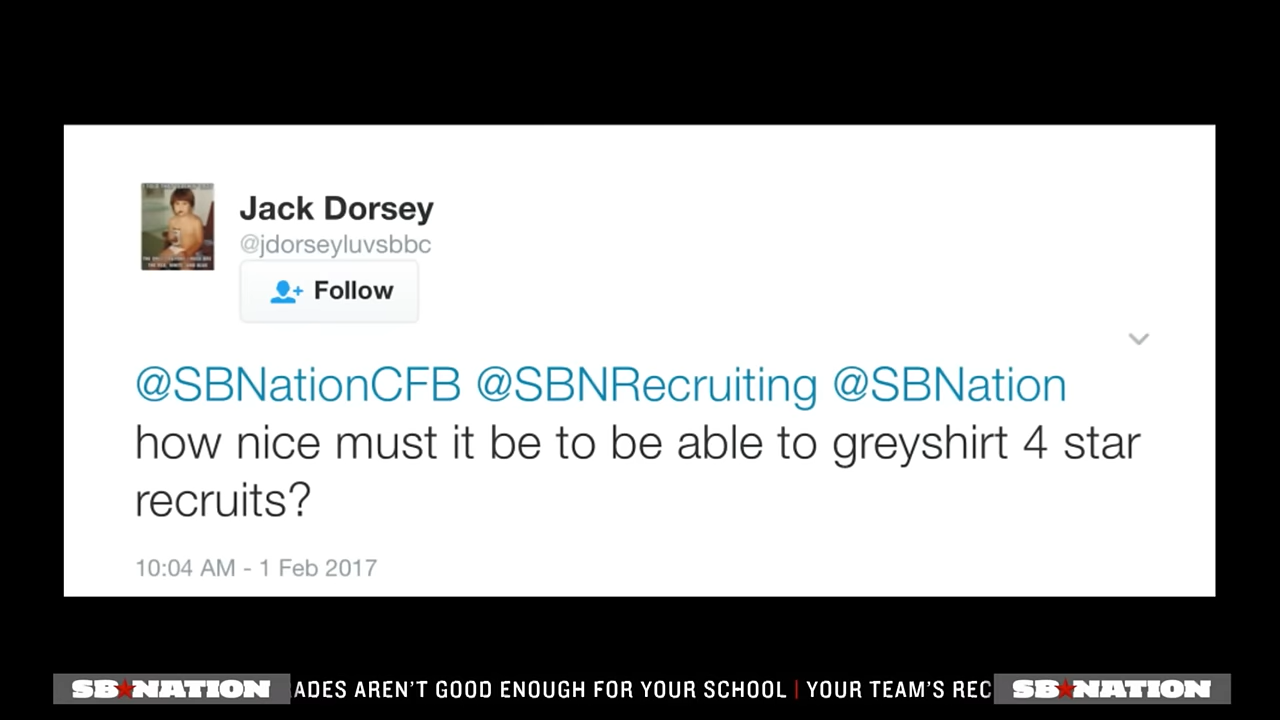 Jack Dorsey
@jdorseyluvsbbc
Follow
@SBNationCFB @SBNRecruiting @SBNation
how nice must it be to be able to greyshirt 4 star
recruits?
10:04 AM - 1 Feb 2017
SB NATION ADES AREN'T GOOD ENOUGH FOR YOUR SCHOOL | YOUR TEAM'S REC SB NATION